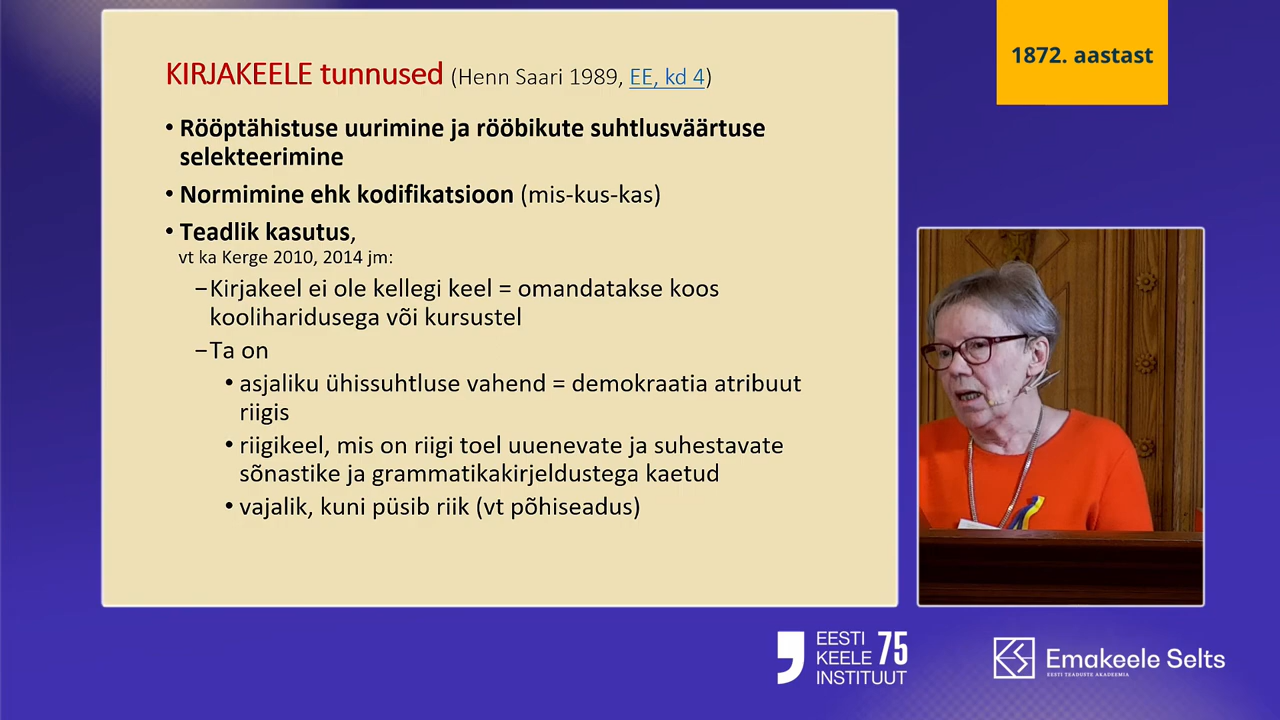 KIRJAKEELE tunnused (Henn Saari 1989, EE, kd 4)
• Rööptähistuse uurimine ja rööbikute suhtlusväärtuse
selekteerimine
• Normimine ehk kodifikatsioon (mis-kus-kas)
• Teadlik kasutus,
vt ka Kerge 2010, 2014 jm:
–Kirjakeel ei ole kellegi keel = omandatakse koos
kooliharidusega või kursustel
–Ta on
• asjaliku ühissuhtluse vahend = demokraatia atribuut
riigis
• riigikeel, mis on riigi toel uuenevate ja suhestavate
sõnastike ja grammatikakirjeldustega kaetud
• vajalik, kuni püsib riik (vt põhiseadus)
1872. aastast
EESTI
KEELE 75
INSTITUUT
Emakeele Selts
EESTI TEADUSTE AKADEEMIA